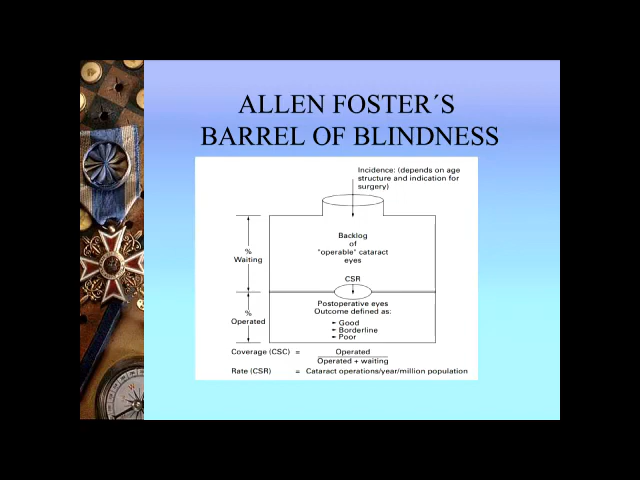 ALLEN FOSTER´S
BARREL OF BLINDNESS
Incidence: (depends on age
structure and indication for
surgery)
Backlog
of
"operable" cataract
eyes
%
Waiting
CSR
Postoperative eyes
Outcome defined as:
Good
Borderline
Poor
%
Operated
Coverage (CSC) = Operated
Operated + waiting
Rate (CSR) = Cataract operations/year/million population